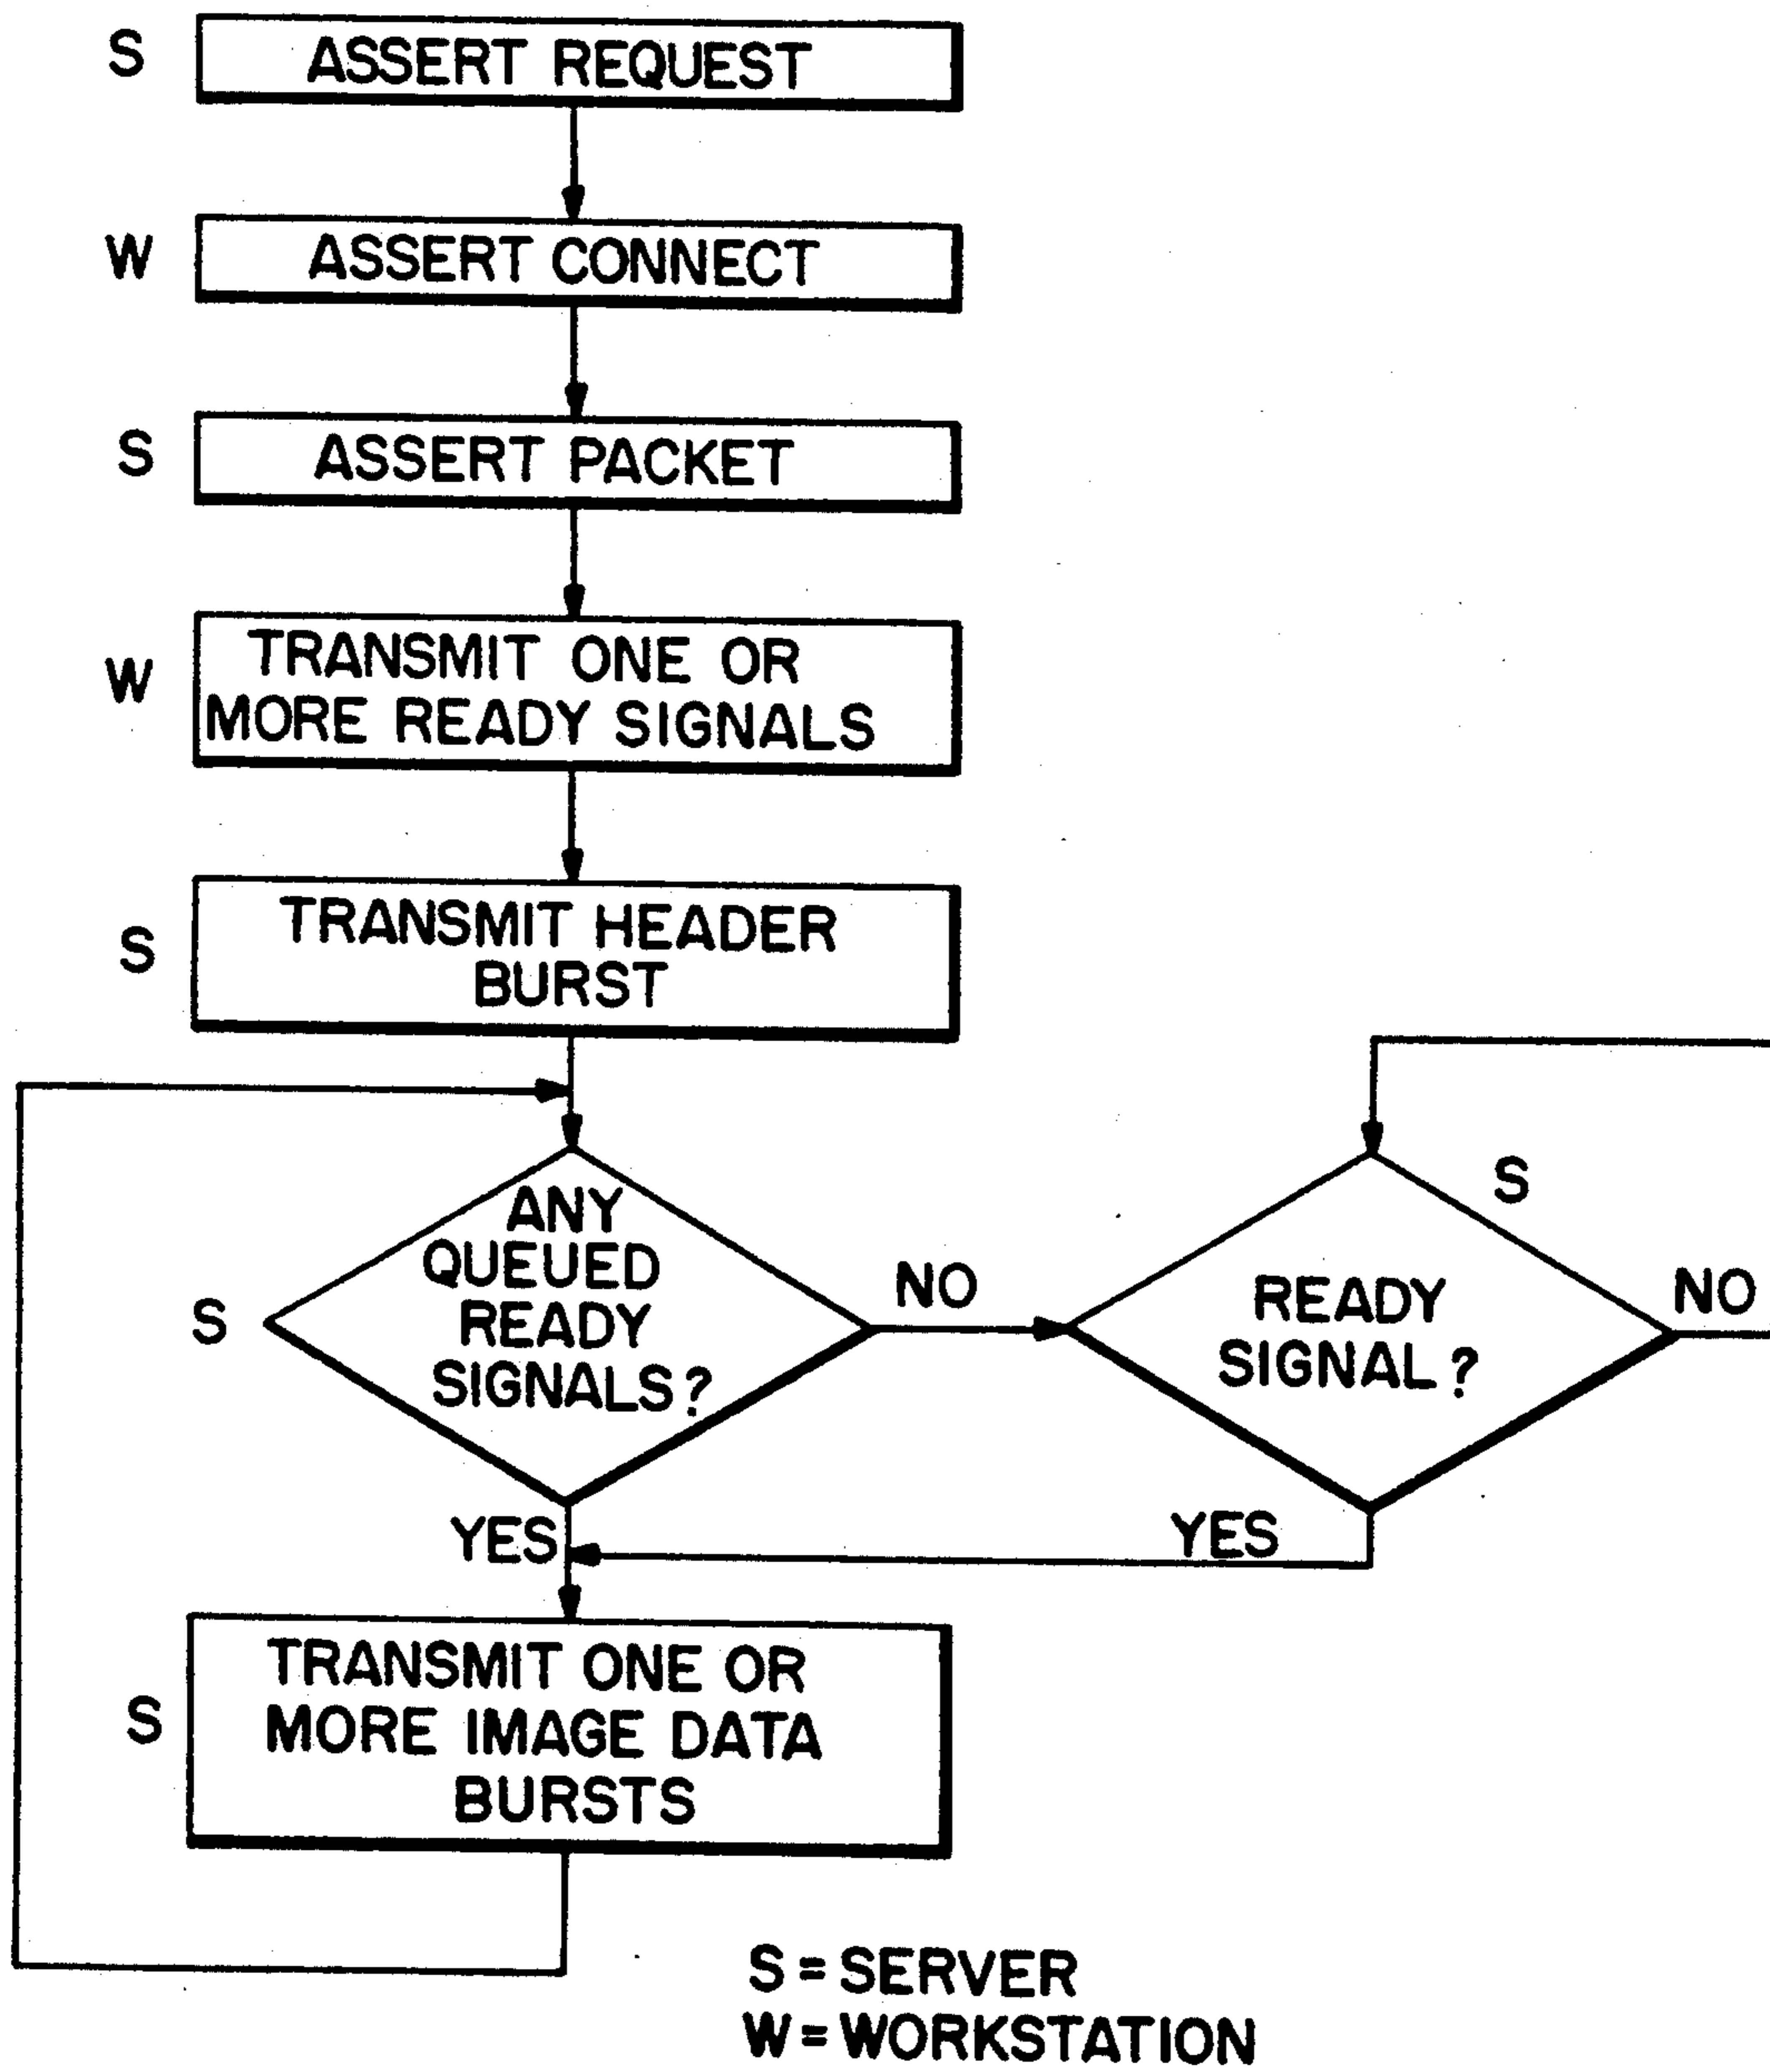 S
ASSERT REQUEST
W
ASSERT CONNECT
S
ASSERT PACKET
W
TRANSMIT ONE OR
MORE READY SIGNALS
S
TRANSMIT HEADER
BURST
S
ANY
QUEUED
READY
SIGNALS?
NO
S
READY
SIGNAL?
NO
YES
YES
S
TRANSMIT ONE OR
MORE IMAGE DATA
BURSTS
S = SERVER
W = WORKSTATION